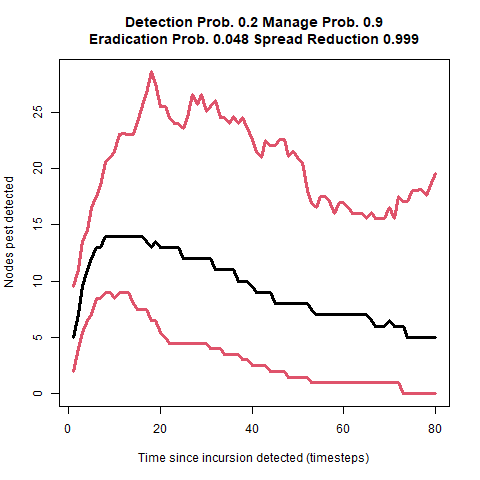 Detection Prob. 0.2 Manage Prob. 0.9
Eradication Prob. 0.048 Spread Reduction 0.999
Nodes pest detected
25
20
15
10
5
0
0 20 40 60 80
Time since incursion detected (timesteps)